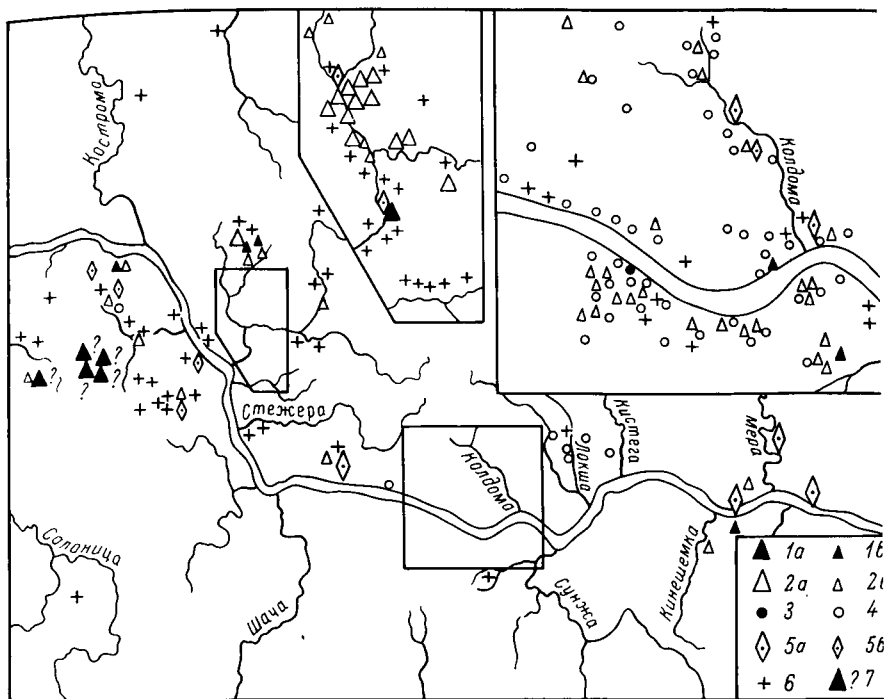 Кострома
Колдома
Стежера
Колдома
Локша
Кистега
Мера
Солоница
Шача
Сунжа
Кинешемка
? ?
? ?
? ?
1а 1б
2а 2б
3 4
5а 5б
6 ? 7